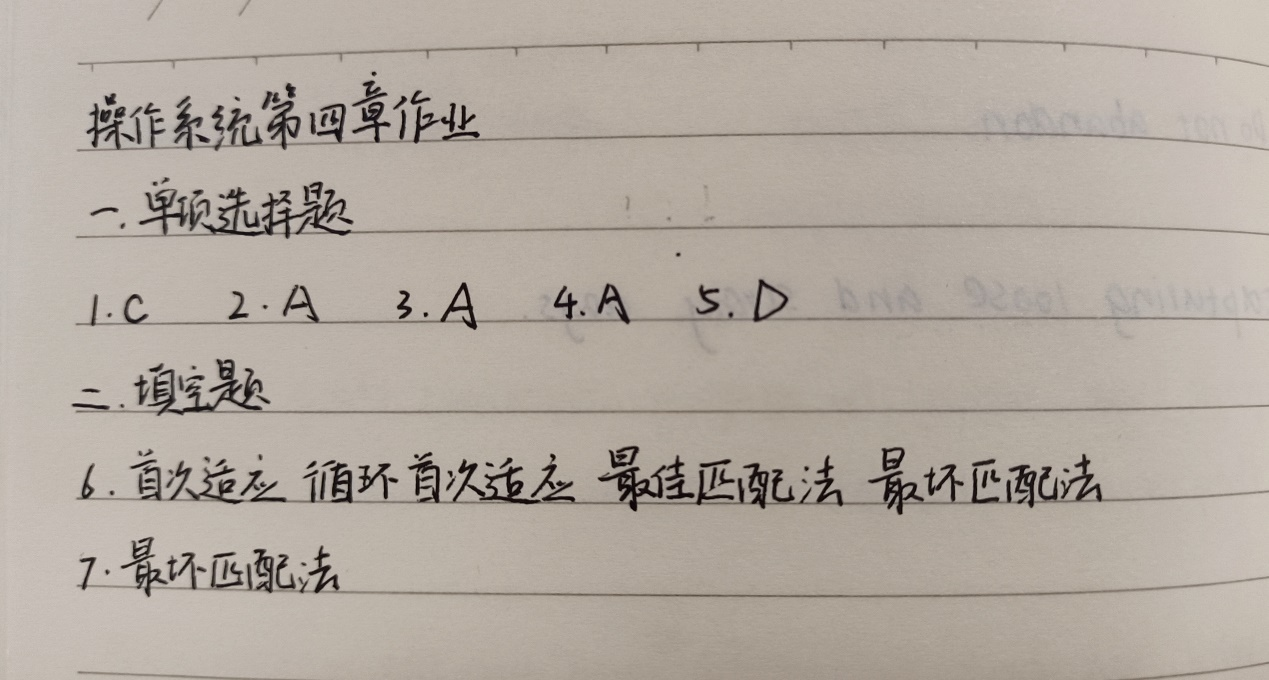 操作系统第四章作业
一.单项选择题
1.C 2.A 3.A 4.A 5.D
二.填空题
6.首次适应 循环首次适应 最佳匹配法 最坏匹配法
7.最坏匹配法